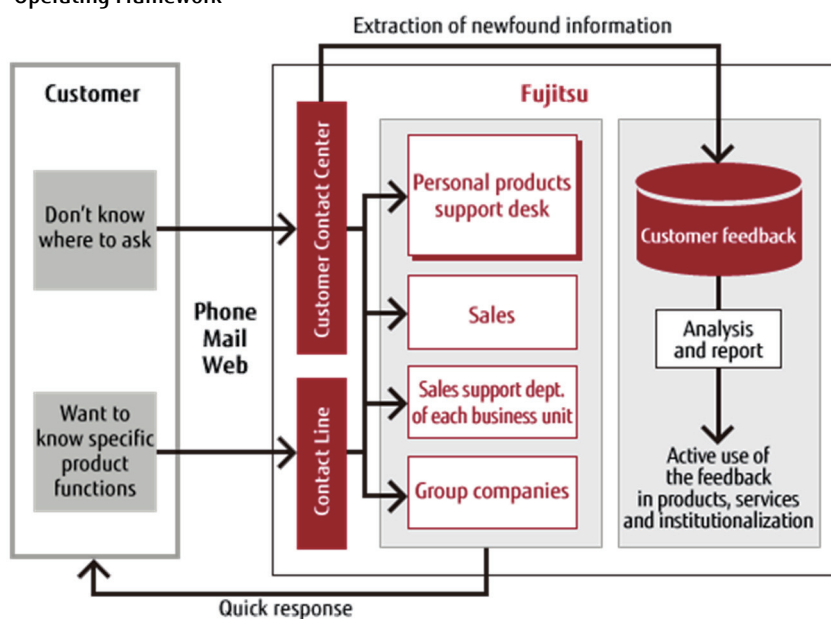 Operating Framework
Extraction of newfound information
Customer
Fujitsu
Don't know
where to ask
Want to
know specific
product
functions
Phone
Mail
Web
Customer Contact Center
Contact Line
Personal products
support desk
Sales
Sales support dept.
of each business unit
Group companies
Customer feedback
Analysis
and report
Active use of
the feedback
in products, services
and institutionalization
Quick response